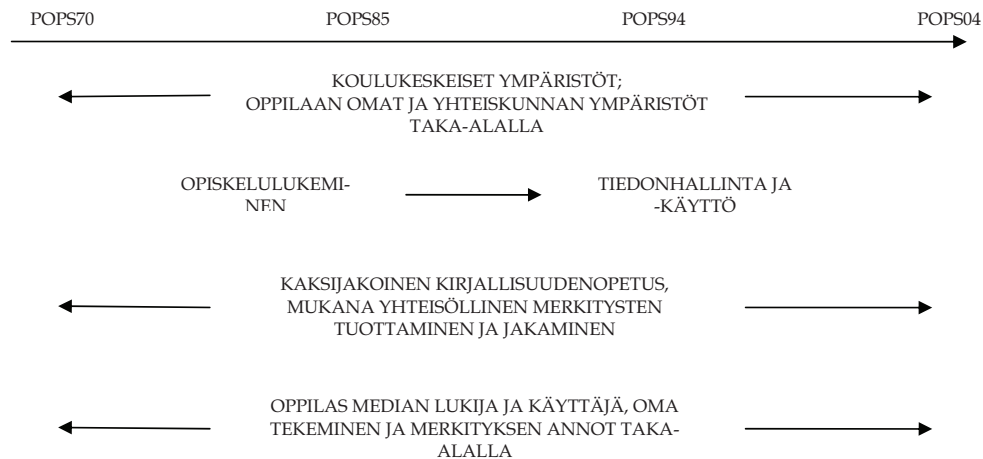 POPS70 POPS85 POPS94 POPS04
KOULUKESKEISET YMPÄRISTÖT;
OPPILAAN OMAT JA YHTEISKUNNAN YMPÄRISTÖT
TAKA-ALALLA
OPISKELULUKEMI-
NEN
TIEDONHALLINTA JA
-KÄYTTÖ
KAKSIJAKOINEN KIRJALLISUUDENOPETUS,
MUKANA YHTEISÖLLINEN MERKITYSTEN
TUOTTAMINEN JA JAKAMINEN
OPPILAS MEDIAN LUKIJA JA KÄYTTÄJÄ, OMA
TEKEMINEN JA MERKITYKSEN ANNOT TAKA-
ALALLA